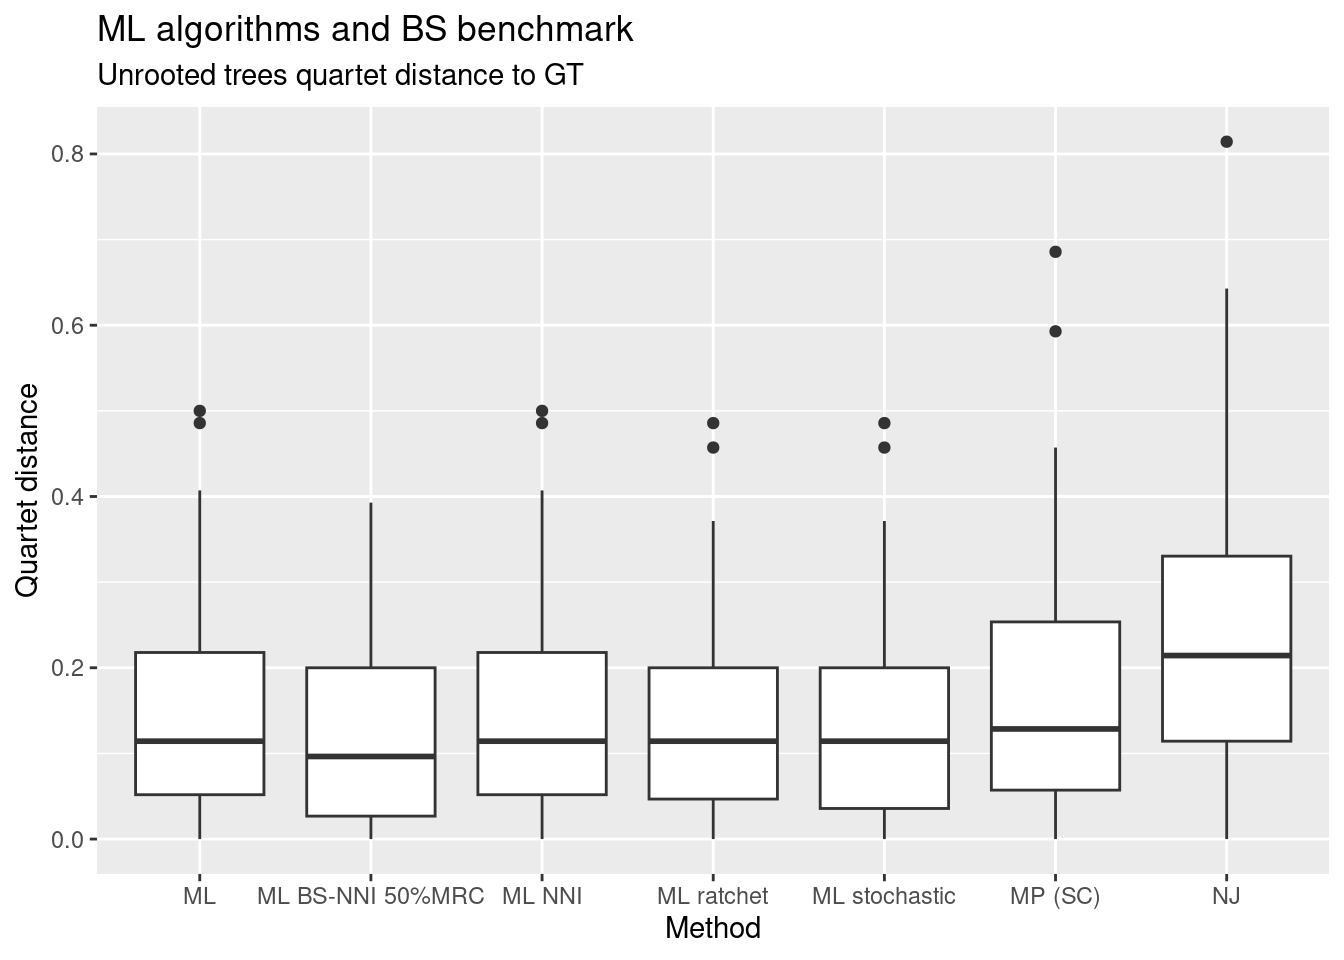 ML algorithms and BS benchmark
Unrooted trees quartet distance to GT
Quartet distance
0.8
0.6
0.4
0.2
0.0
ML ML BS-NNI 50%MRC ML NNI ML ratchet ML stochastic MP (SC) NJ
Method